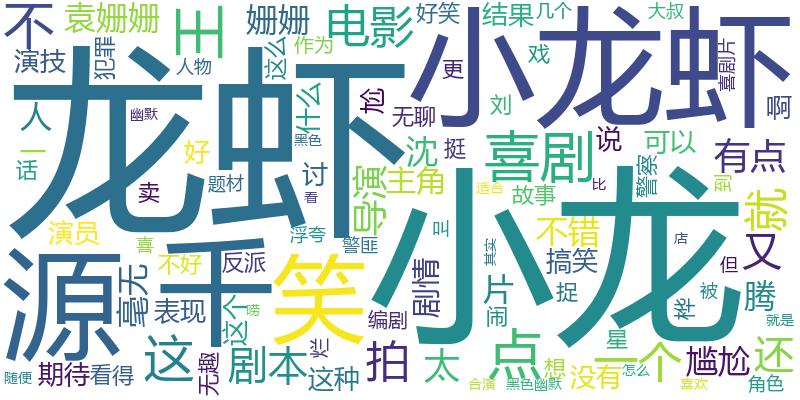 不
袁姗姗
王
姗姗
电影
好笑
结果
几个
大叔
小龙虾
喜剧片
演技
犯罪
人物
这么
作为
戏
更
尬
什么
无聊
刘
啊
龙虾
人
幽默
黑色
一
话
好
卖
题材
讨
看
沈
挺
喜剧
说
可以
有点
导演
主角
故事
警察
适合
比
到
就
演员
喜
浮夸
警匪
叫
不错
其实
店
但
又
小龙
源
千
毫无
不好
反派
笑
剧情
片
搞笑
捉
桦
被
腾
表现
这个
唠
编剧
闹
星
就是
这
剧本
烂
拍
太
点
一个
尴尬
还
随便
期待
看得
无趣
这种
合演
黑色幽默
想
没有
怎么
喜欢
角色